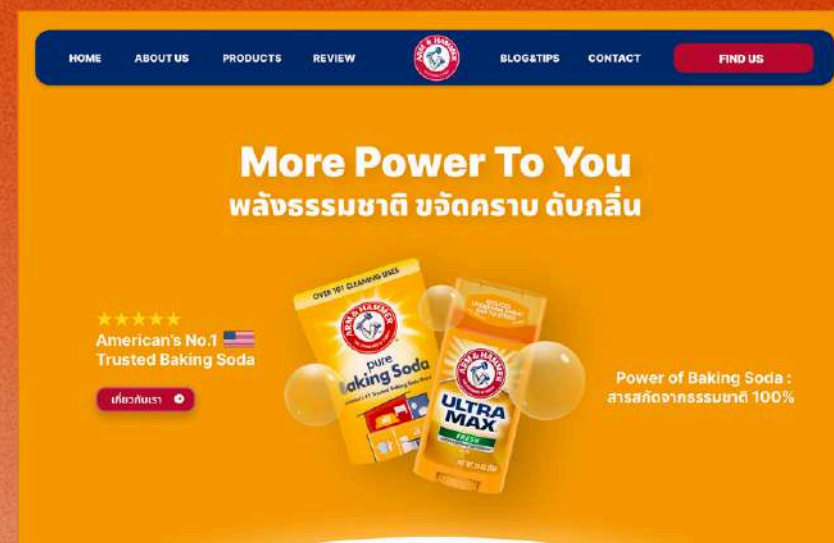 HOME
ABOUT US
PRODUCTS
REVIEW
ARM & HAMMER
BLOG&TIPS
CONTACT
FIND US
More Power To You
พลังธรรมชาติ ขจัดคราบ ดับกลิ่น
American's No.1
Trusted Baking Soda
เกี่ยวกับเรา
OVER 101 CLEANING USES
ARM & HAMMER
pure
Baking Soda
ARM & HAMMER
ULTRA
MAX
FRESH
Power of Baking Soda :
สารสกัดจากธรรมชาติ 100%